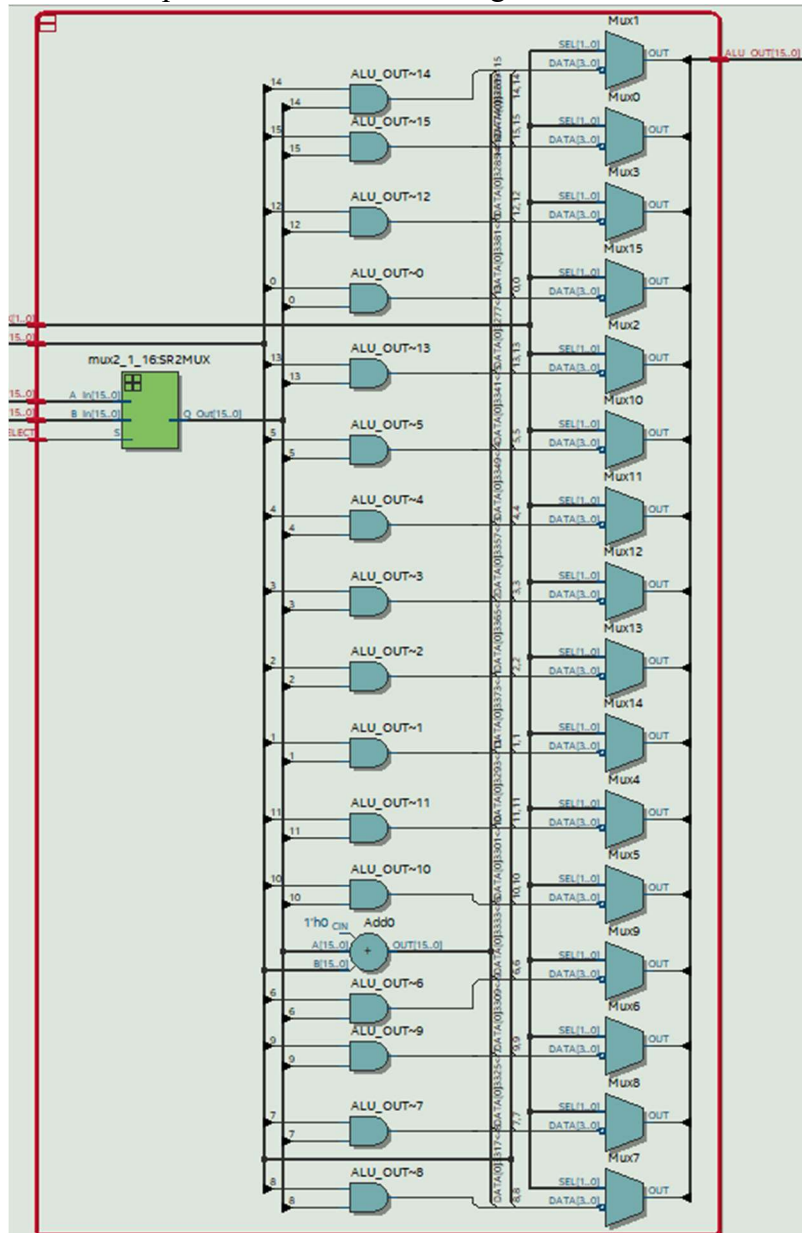 Mux1
SEL[1..0]
DATA[3..0]
OUT
ALU_OUT[15..0]
Mux0
14
ALU_OUT~14
14
14,14
SEL[1..0]
DATA[3..0]
OUT
15
ALU_OUT~15
15
15,15
Mux3
SEL[1..0]
DATA[3..0]
OUT
12
ALU_OUT~12
12
12,12
Mux15
SEL[1..0]
DATA[3..0]
OUT
0
ALU_OUT~0
0
0,0
Mux2
SEL[1..0]
DATA[3..0]
OUT
13
ALU_OUT~13
13
13,13
mux2_1_16:SR2MUX
A_In[15..0]
B_In[15..0]
S
Q_Out[15..0]
Mux10
SEL[1..0]
DATA[3..0]
OUT
5
ALU_OUT~5
5
5,5
Mux11
SEL[1..0]
DATA[3..0]
OUT
4
ALU_OUT~4
4
4,4
Mux12
SEL[1..0]
DATA[3..0]
OUT
3
ALU_OUT~3
3
3,3
Mux13
SEL[1..0]
DATA[3..0]
OUT
2
ALU_OUT~2
2
2,2
Mux14
SEL[1..0]
DATA[3..0]
OUT
1
ALU_OUT~1
1
1,1
Mux4
SEL[1..0]
DATA[3..0]
OUT
11
ALU_OUT~11
11
11,11
Mux5
SEL[1..0]
DATA[3..0]
OUT
10
ALU_OUT~10
10
10,10
1'h0
CIN
Add0
A[15..0]
B[15..0]
OUT[15..0]
Mux9
SEL[1..0]
DATA[3..0]
OUT
6
ALU_OUT~6
6
6,6
Mux6
SEL[1..0]
DATA[3..0]
OUT
9
ALU_OUT~9
9
9,9
Mux8
SEL[1..0]
DATA[3..0]
OUT
7
ALU_OUT~7
7
7,7
Mux7
SEL[1..0]
DATA[3..0]
OUT
8
ALU_OUT~8
8
8,8